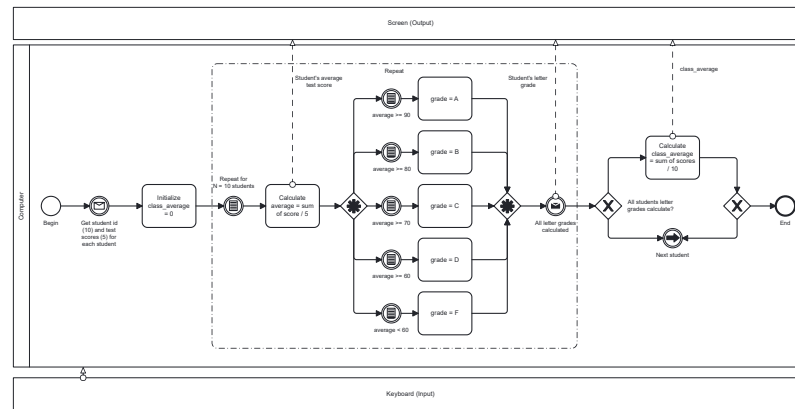 Screen (Output)
Computer
Begin
Get student id
(10) and test
scores (5) for
each student
Initialize
class_average
= 0
Repeat for
N = 10 students
Calculate
average = sum
of score / 5
Student's average
test score
Repeat
average >= 90
grade = A
average >= 80
grade = B
average >= 70
grade = C
average >= 60
grade = D
average < 60
grade = F
Student's letter
grade
All letter grades
calculated
All students letter
grades calculate?
Calculate
class_average
= sum of scores
/ 10
class_average
Next student
End
Keyboard (Input)